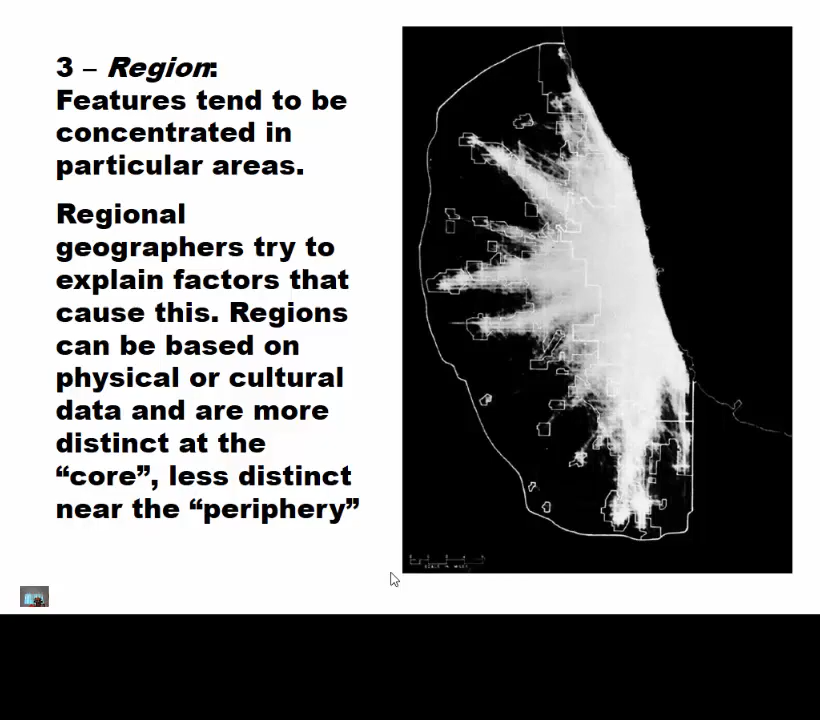 3 – Region:
Features tend to be
concentrated in
particular areas.
Regional
geographers try to
explain factors that
cause this. Regions
can be based on
physical or cultural
data and are more
distinct at the
“core”, less distinct
near the “periphery”